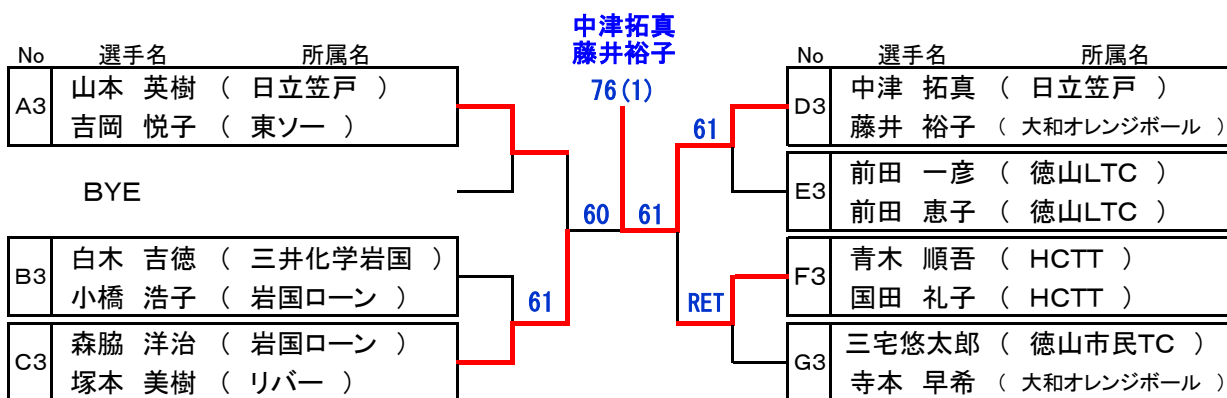 中津拓真
藤井裕子
76(1)
No 選手名 所属名
A3 山本 英樹 ( 日立笠戸 )
吉岡 悦子 ( 東ソー )
BYE
B3 白木 吉徳 ( 三井化学岩国 )
小橋 浩子 ( 岩国ローン )
C3 森脇 洋治 ( 岩国ローン )
塚本 美樹 ( リバー )
61
60
61
61
RET
No 選手名 所属名
D3 中津 拓真 ( 日立笠戸 )
藤井 裕子 ( 大和オレンジボール )
E3 前田 一彦 ( 徳山LTC )
前田 恵子 ( 徳山LTC )
F3 青木 順吾 ( HCTT )
国田 礼子 ( HCTT )
G3 三宅悠太郎 ( 徳山市民TC )
寺本 早希 ( 大和オレンジボール )